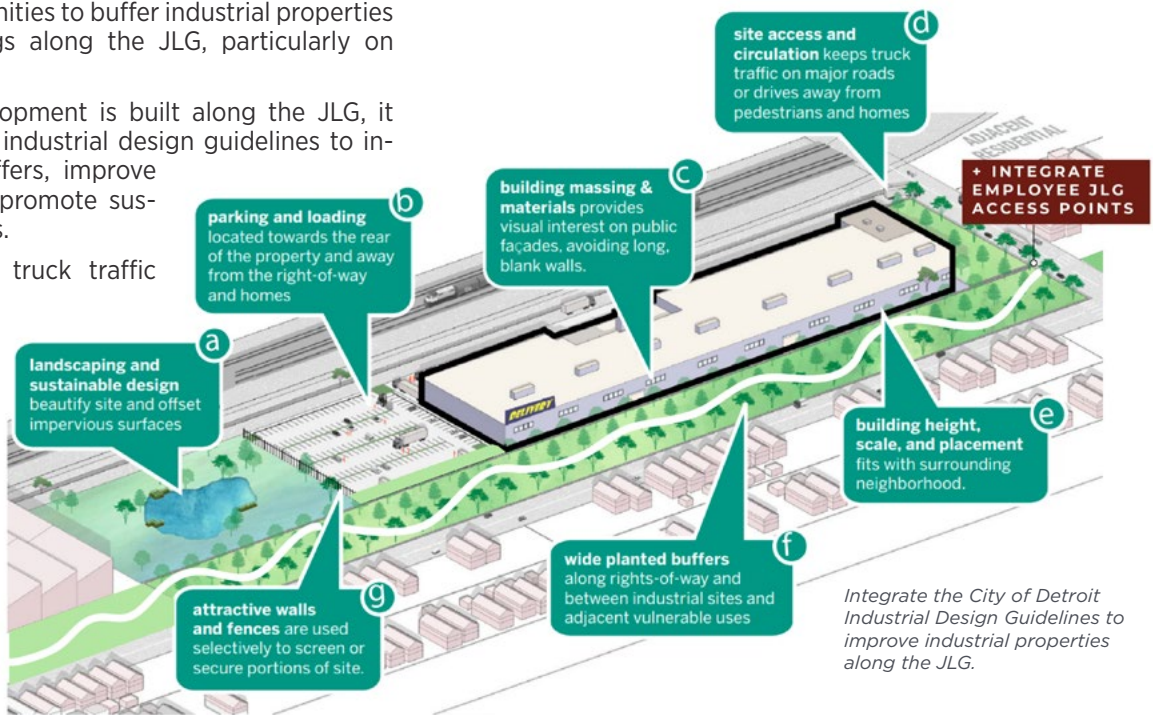 nities to buffer industrial properties
gs along the JLG, particularly on
opment is built along the JLG, it
industrial design guidelines to in-
ffers, improve
promote sus-
s.
truck traffic
a
landscaping and
sustainable design
beautify site and offset
impervious surfaces
b
parking and loading
located towards the rear
of the property and away
from the right-of-way
and homes
c
building massing &
materials provides
visual interest on public
façades, avoiding long,
blank walls.
d
site access and
circulation keeps truck
traffic on major roads
or drives away from
pedestrians and homes
ADJACENT
RESIDENTIAL
+ INTEGRATE
EMPLOYEE JLG
ACCESS POINTS
DELIVERY
e
building height,
scale, and placement
fits with surrounding
neighborhood.
f
wide planted buffers
along rights-of-way and
between industrial sites and
adjacent vulnerable uses
g
attractive walls
and fences are used
selectively to screen or
secure portions of site.
Integrate the City of Detroit
Industrial Design Guidelines to
improve industrial properties
along the JLG.